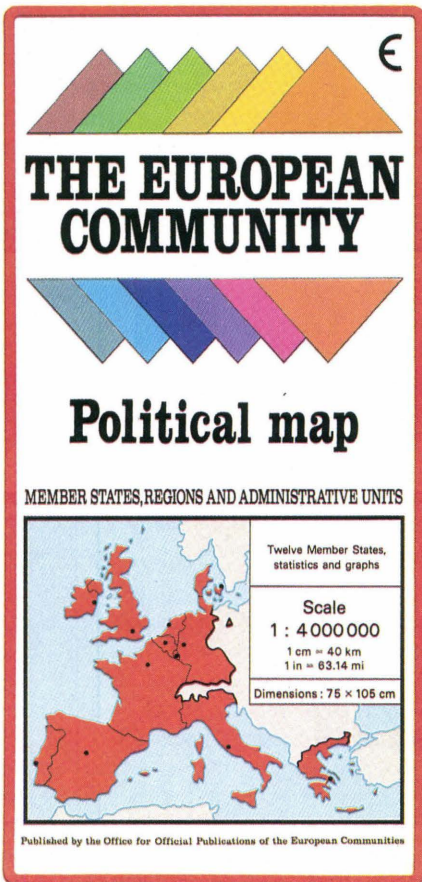 Є
THE EUROPEAN
COMMUNITY
Political map
MEMBER STATES, REGIONS AND ADMINISTRATIVE UNITS
Twelve Member States,
statistics and graphs
Scale
1 : 4 000 000
1 cm = 40 km
1 in = 63.14 mi
Dimensions : 75 × 105 cm
Published by the Office for Official Publications of the European Communities